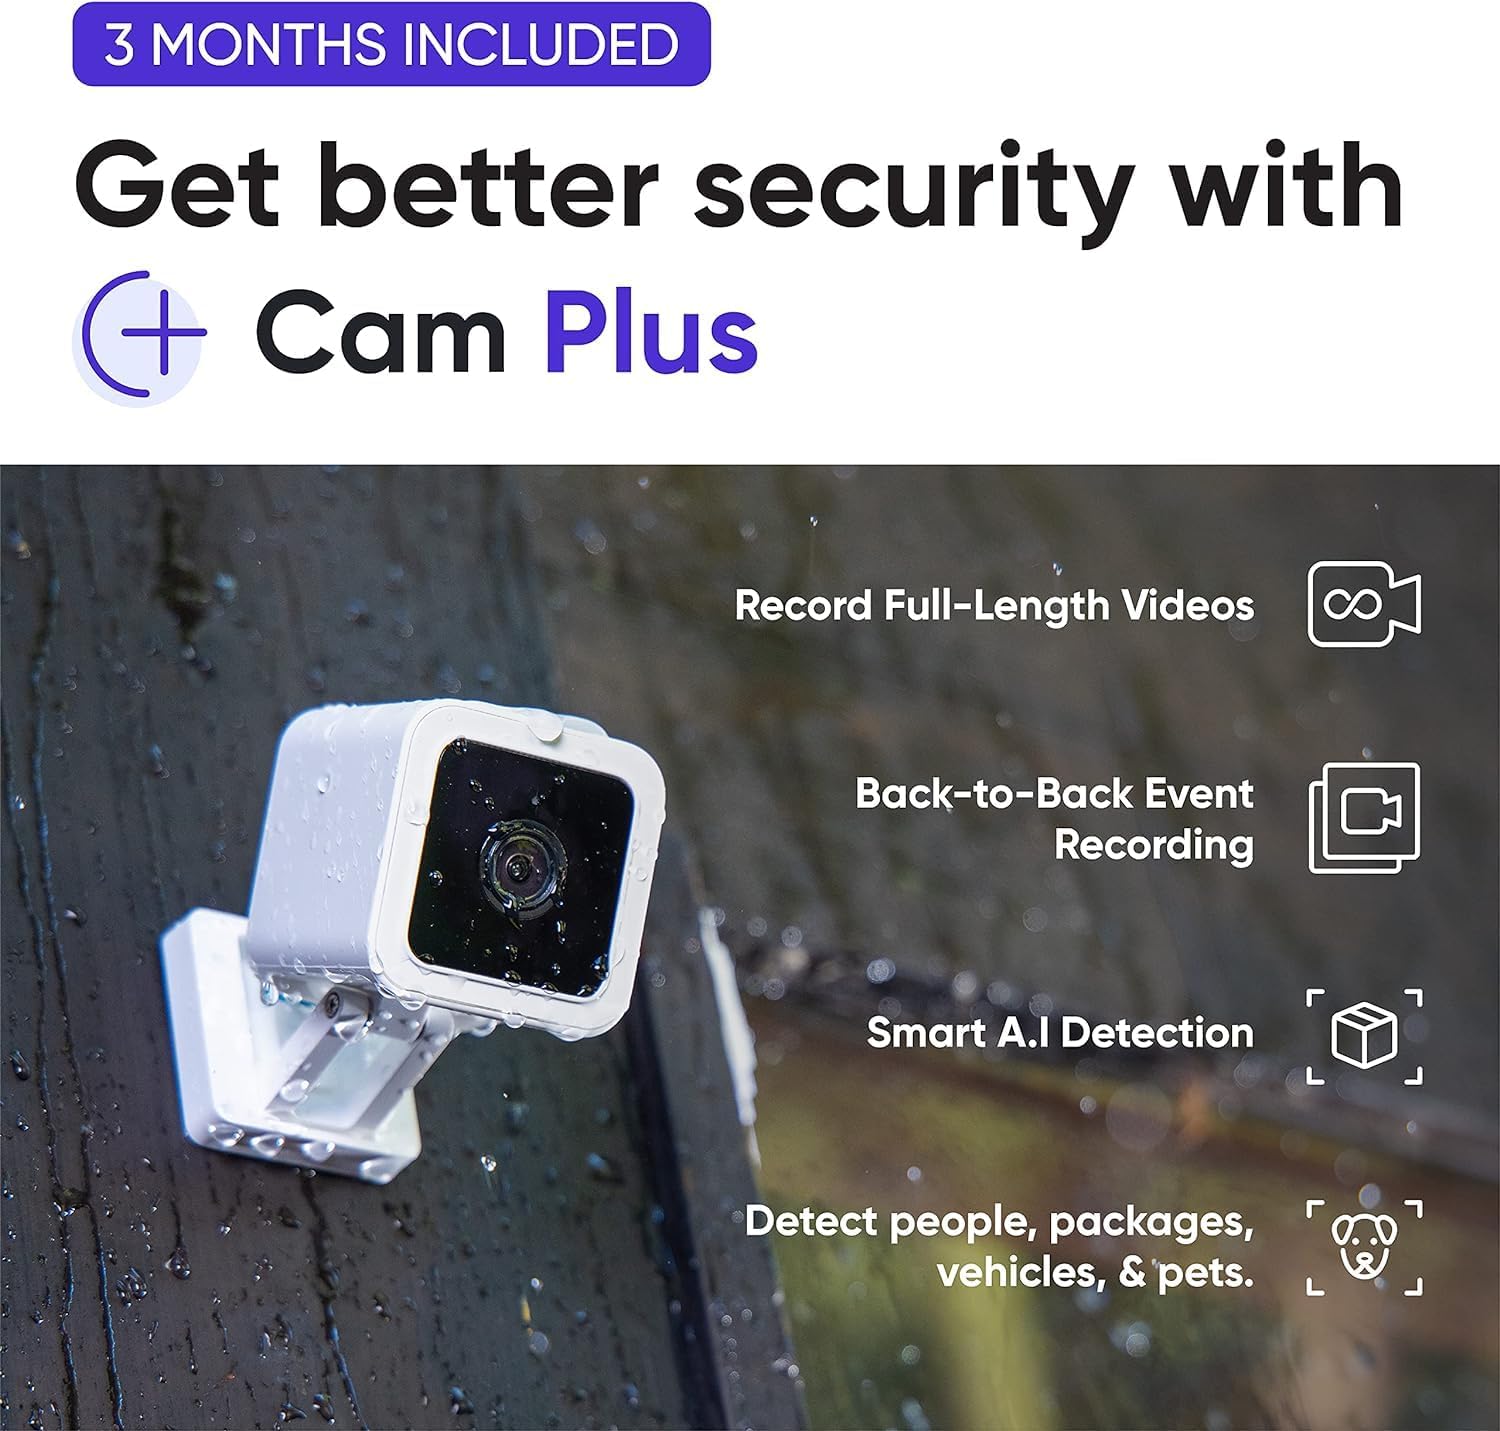 3 MONTHS INCLUDED
Get better security with
Cam Plus
Record Full-Length Videos
Back-to-Back Event
Recording
Smart A.I Detection
Detect people, packages,
vehicles, & pets.